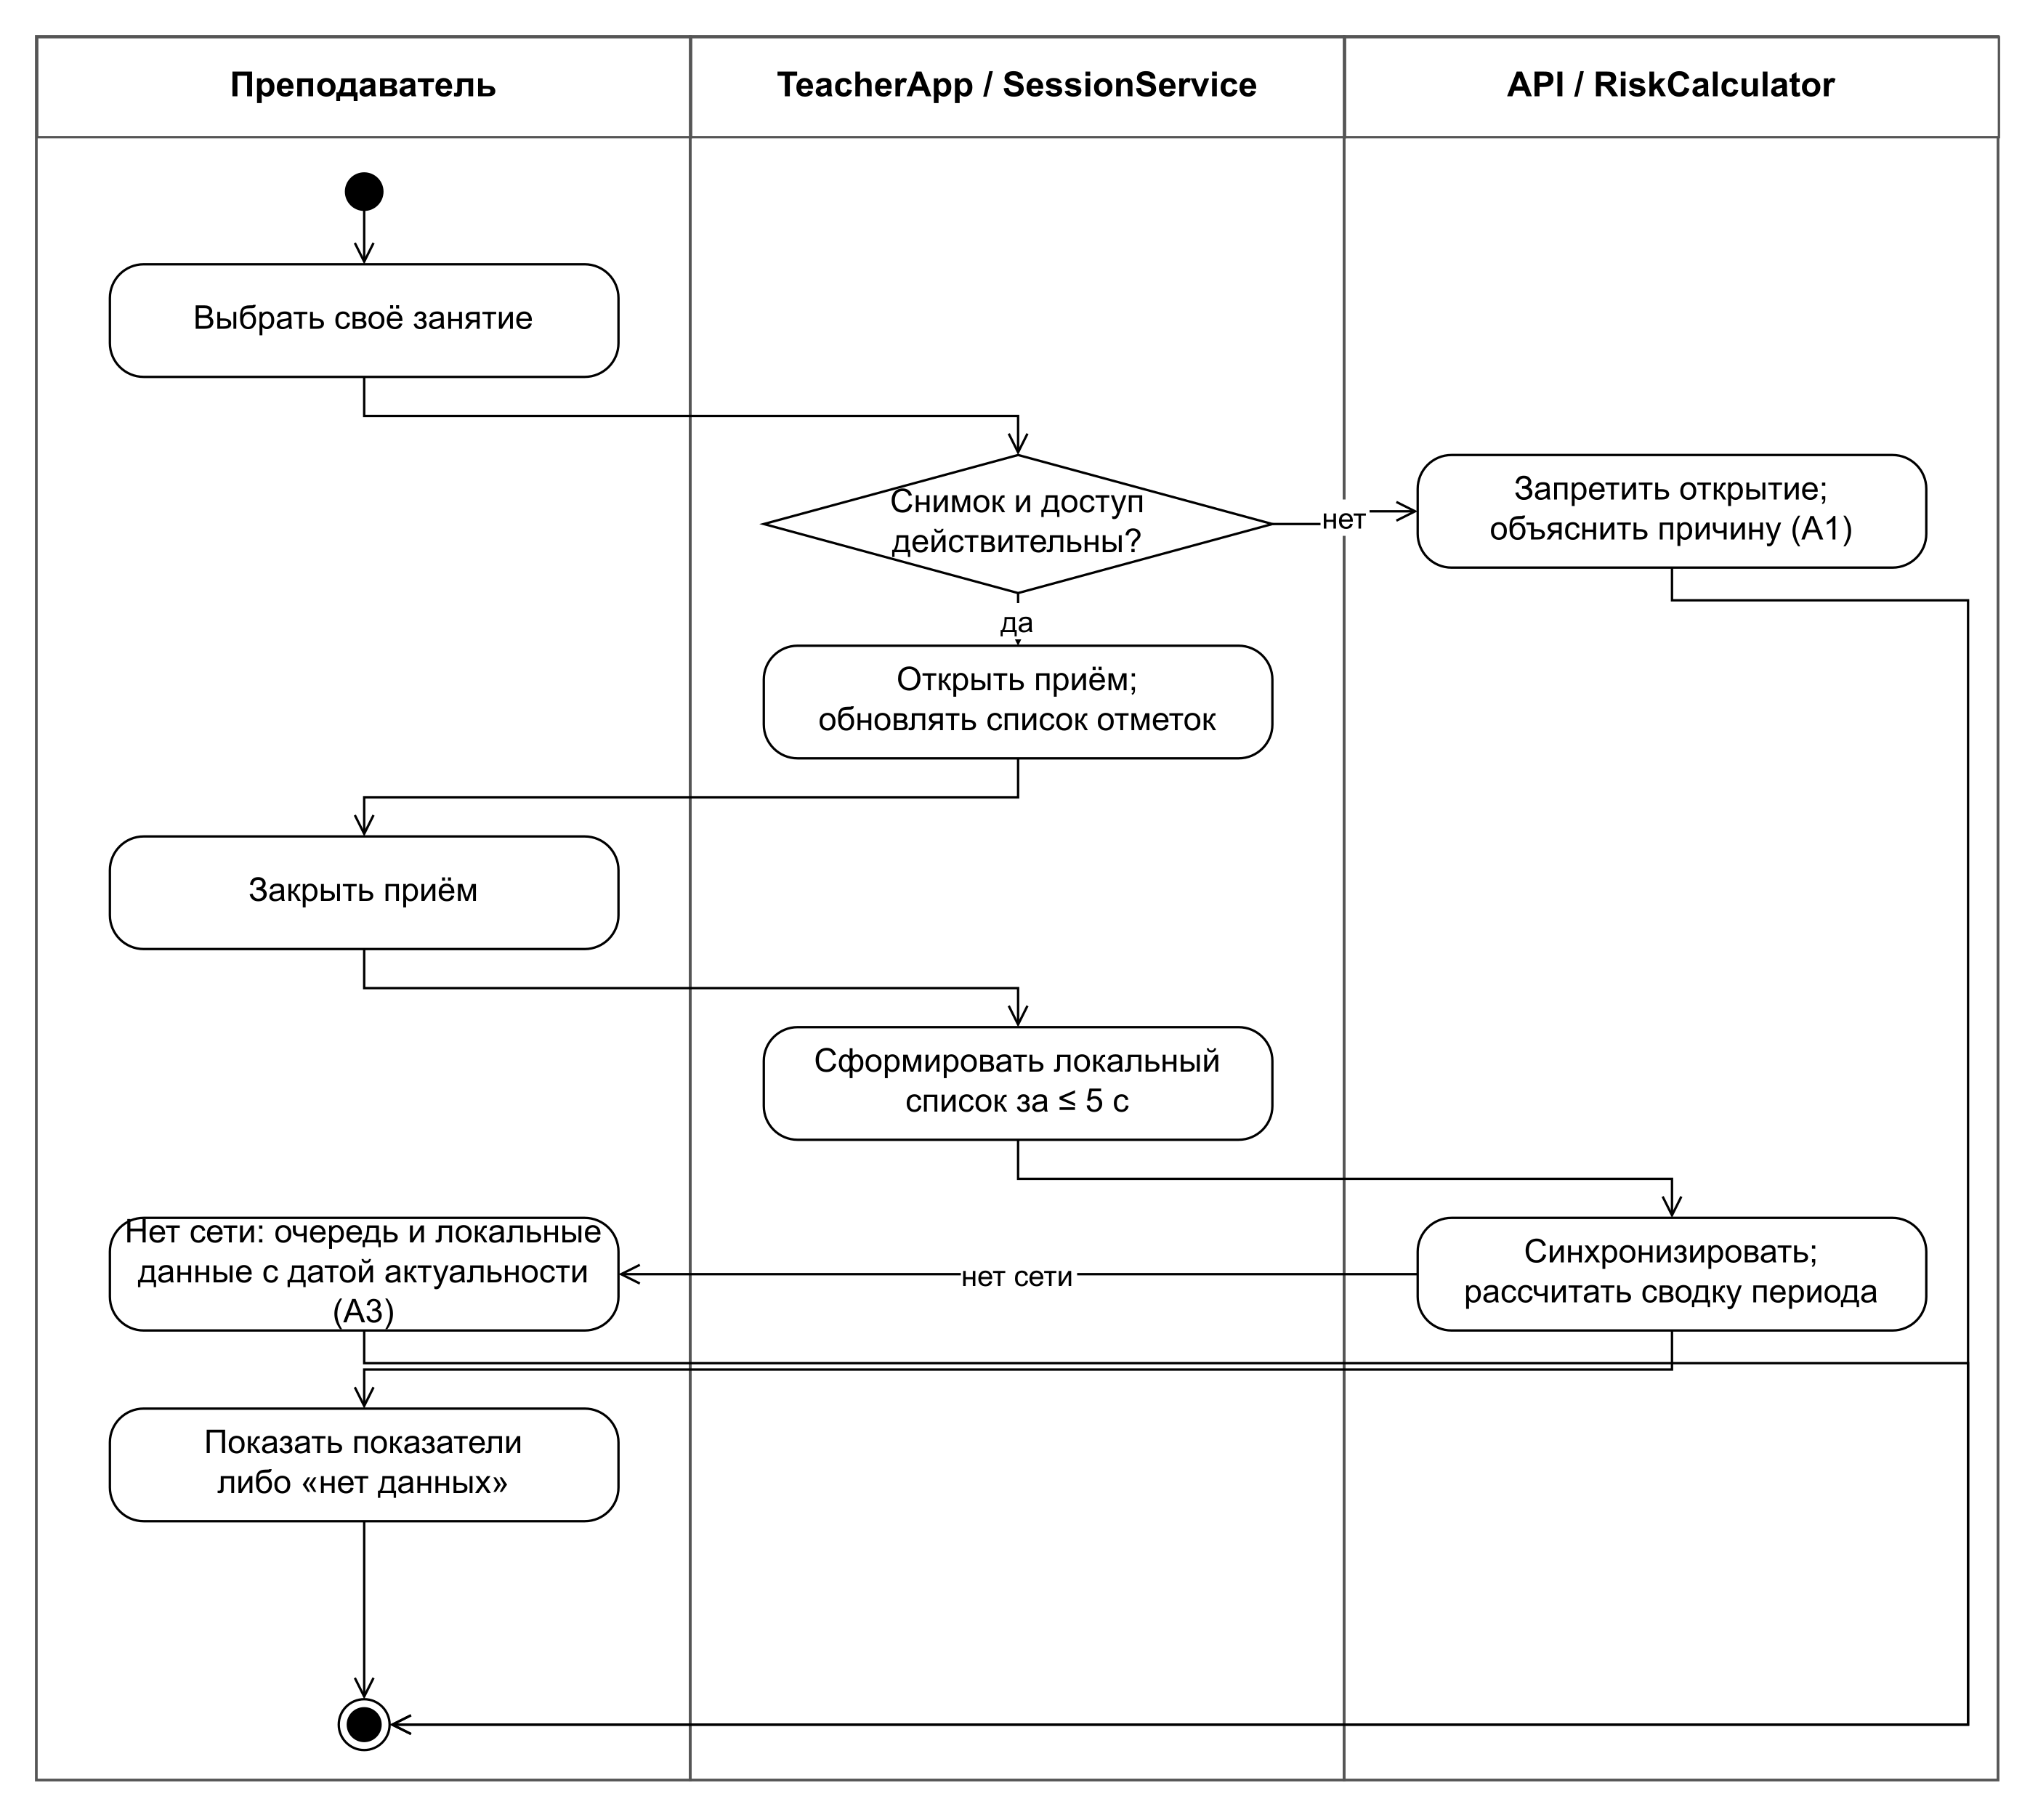 Преподаватель
TeacherApp / SessionService
API / RiskCalculator
Выбрать своё занятие
Снимок и доступ
действительны?
нет
Запретить открытие;
объяснить причину (A1)
да
Открыть приём;
обновлять список отметок
Закрыть приём
Сформировать локальный
список за ≤ 5 с
Нет сети: очередь и локальные
данные с датой актуальности
(A3)
нет сети
Синхронизировать;
рассчитать сводку периода
Показать показатели
либо «нет данных»